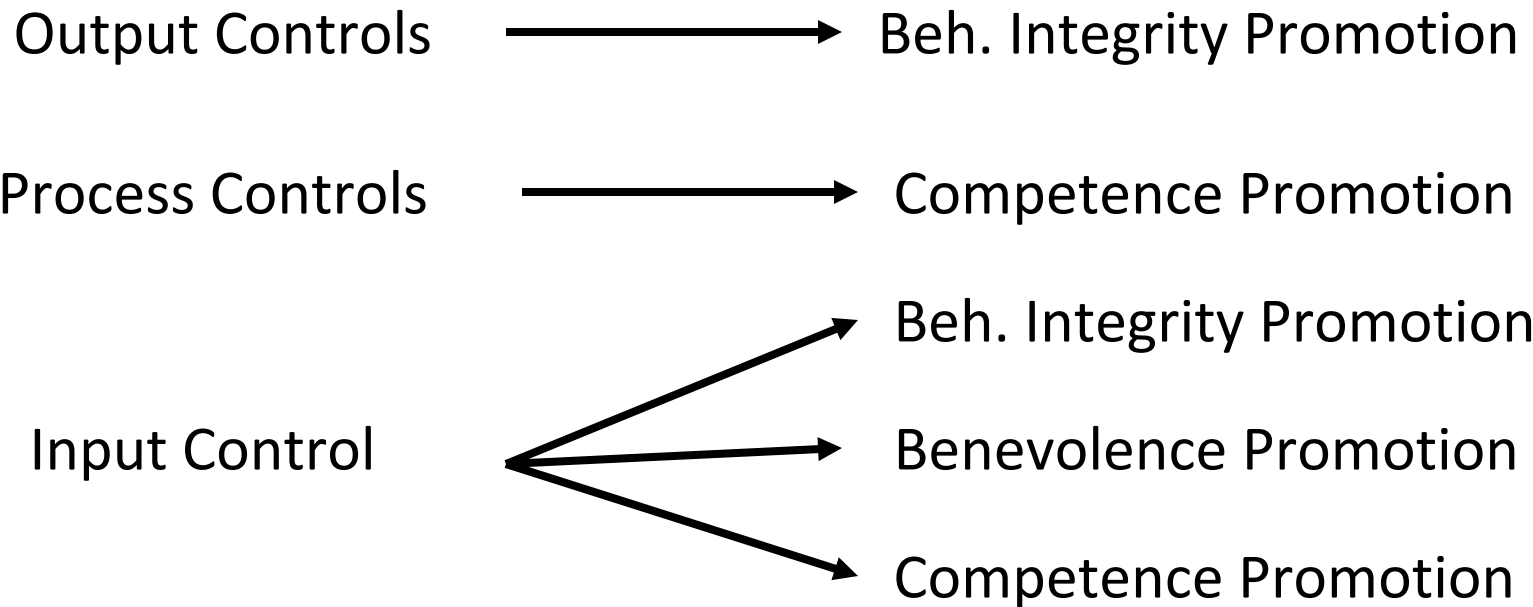 Output Controls
Beh. Integrity Promotion
Process Controls
Competence Promotion
Beh. Integrity Promotion
Input Control
Benevolence Promotion
Competence Promotion